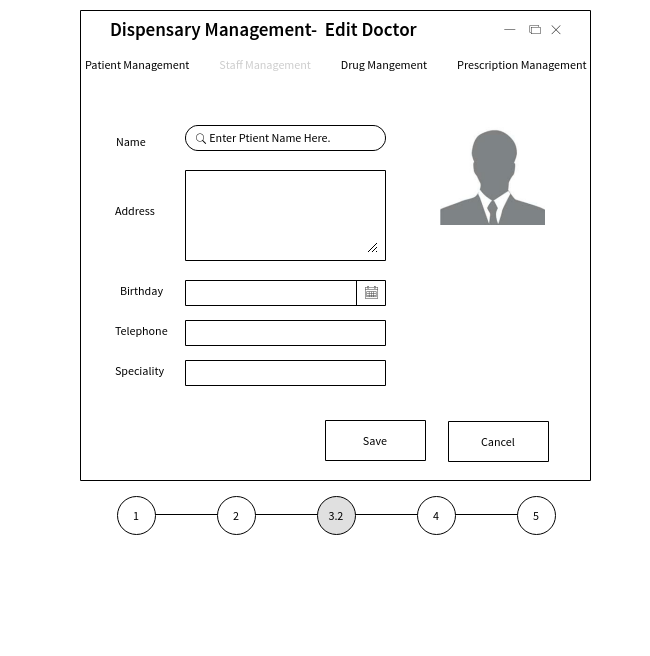 Dispensary Management-  Edit Doctor
Patient Management Staff Management Drug Mangement Prescription Management
Name Enter Ptient Name Here.
Address
Birthday
Telephone
Speciality
Save Cancel
1 2 3.2 4 5